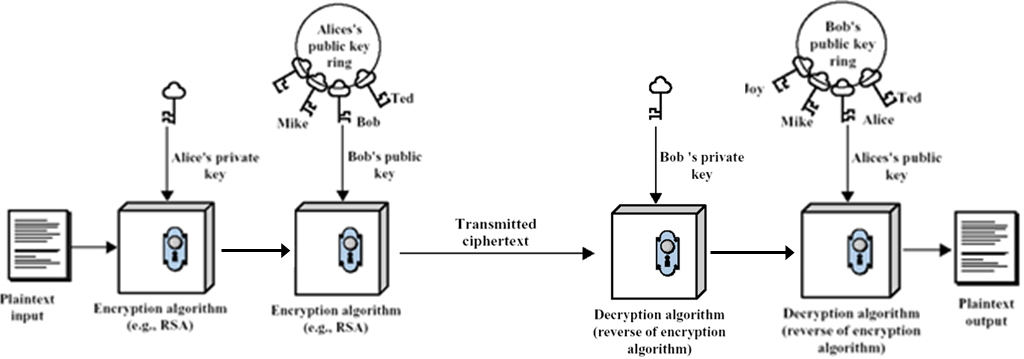 Alices's
public key
ring
Ted
Mike
Bob
Alice's private
key
Bob's public
key
Bob's
public key
ring
Joy
Ted
Mike
Alice
Bob 's private
key
Alices's public
key
Transmitted
ciphertext
Plaintext
input
Encryption algorithm
(e.g., RSA)
Encryption algorithm
(e.g., RSA)
Decryption algorithm
(reverse of encryption
algorithm)
Decryption algorithm
(reverse of encryption
algorithm)
Plaintext
output